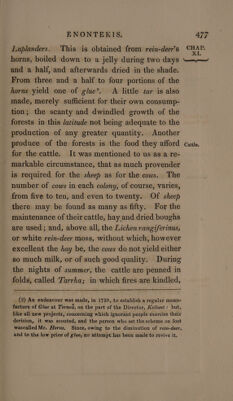 ENONTEKIS. 477
Laplanders. This is obtained from rein-deer's
CHAP. XI.
horns, boiled down to a jelly during two days
and a half, and afterwards dried in the shade.
From three and a half to four portions of the
horns yield one of glue². A little tar is also
made, merely sufficient for their own consump-
tion; the scanty and dwindled growth of the
forests in this latitude not being adequate to the
production of any greater quantity. Another
produce of the forests is the food they afford
Cattle.
for the cattle. It was mentioned to us as a re-
markable circumstance, that as much provender
is required for the sheep as for the cows. The
number of cows in each colony, of course, varies,
from five to ten, and even to twenty. Of sheep
there may be found as many as fifty. For the
maintenance of their cattle, hay and dried boughs
are used; and, above all, the Lichen rangiferinus,
or white rein-deer moss, without which, however
excellent the hay be, the cows do not yield either
so much milk, or of such good quality. During
the nights of summer, the cattle are penned in
folds, called Tarrha; in which fires are kindled,
(2) An endeavour was made, in 1739, to establish a regular manu-
facture of Glue at Torneå, on the part of the Director, Kolbert: but,
like all new projects, concerning which ignorant people exercise their
derision, it was scouted, and the person who set the scheme on foot
was called Mr. Horns. Since, owing to the diminution of rein-deer,
and to the low price of glue, no attempt has been made to revive it.